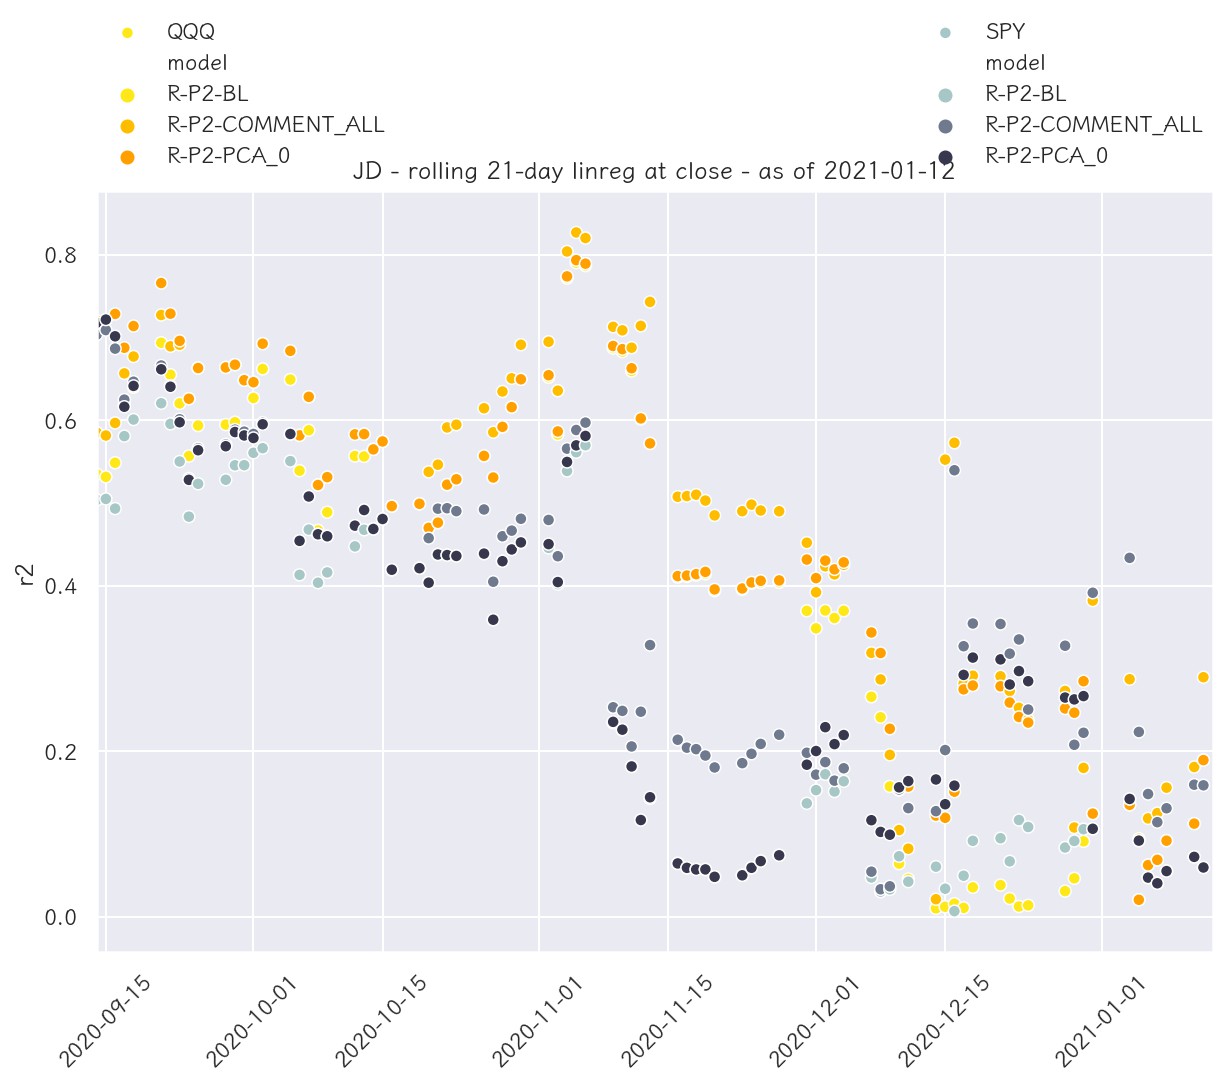 QQQ
model
R-P2-BL
R-P2-COMMENT_ALL
R-P2-PCA_0
SPY
model
R-P2-BL
R-P2-COMMENT_ALL
R-P2-PCA_0
JD - rolling 21-day linreg at close - as of 2021-01-12
r2
0.8
0.6
0.4
0.2
0.0
2020-09-15
2020-10-01
2020-10-15
2020-11-01
2020-11-15
2020-12-01
2020-12-15
2021-01-01